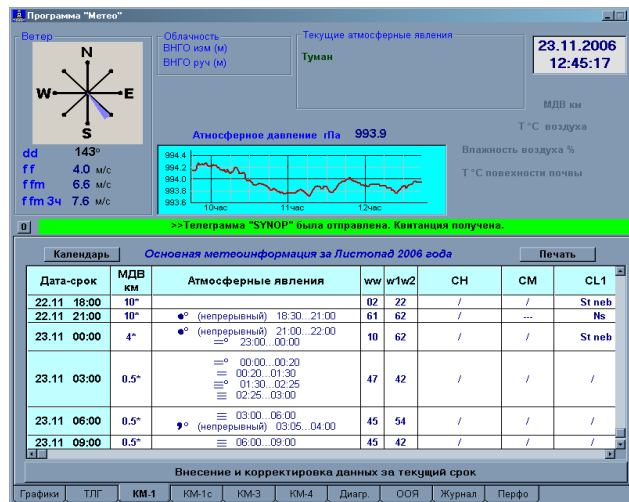 Программа "Метео"
Ветер
N
W
E
S
dd 143°
ff 4.0 м/с
ffm 6.6 м/с
ffm 3ч 7.6 м/с
Облачность
ВНГО изм (м)
ВНГО руч (м)
Текущие атмосферные явления
Туман
23.11.2006
12:45:17
МДВ км
T °C воздуха
Влажность воздуха %
T °C повехности почвы
Атмосферное давление гПа 993.9
994.4
994.2
994.0
993.8
993.6
10час 11час 12час
0 >>Телеграмма "SYNOP" была отправлена. Квитанция получена.
Календарь Основная метеоинформация за Листопад 2006 года Печать
Дата-срок МДВ км Атмосферные явления ww w1w2 CH CM CL1
22.11 18:00 10* 02 22 / / St neb
22.11 21:00 10* (непрерывный) 18:30...21:00 61 62 / --- Ns
23.11 00:00 4* (непрерывный) 21:00...22:00 10 62 / / St neb
23:00...00:00
00:00...00:20
00:20...01:30
23.11 03:00 0.5* 01:30...02:25 47 42 / / /
02:25...03:00
03:00...06:00
23.11 06:00 0.5* (непрерывный) 03:05...04:00 45 54 / / /
23.11 09:00 0.5* 06:00...09:00 45 42 / / /
Внесение и корректировка данных за текущий срок
Графики ТЛГ КМ-1 КМ-1с КМ-3 КМ-4 Диагр. ООЯ Журнал Перфо